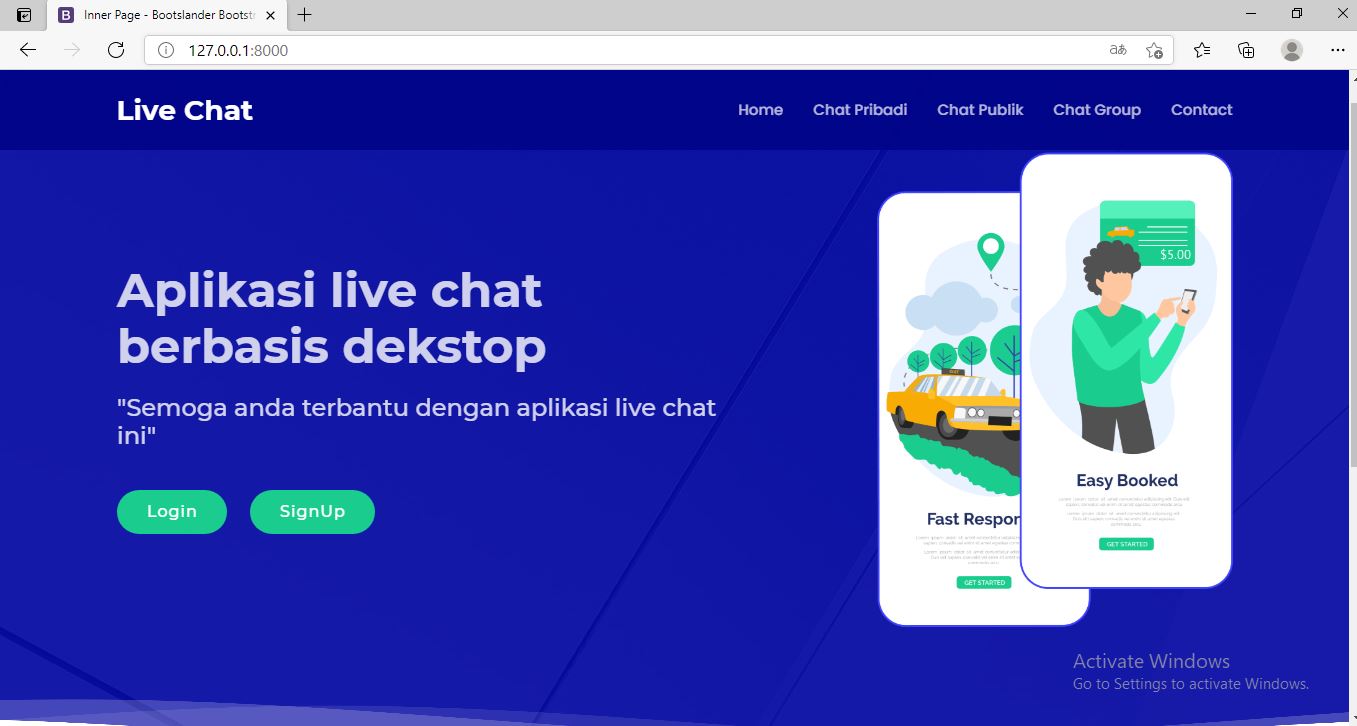 Inner Page - Bootslander Bootstr
127.0.0.1:8000
Live Chat
Home Chat Pribadi Chat Publik Chat Group Contact
Aplikasi live chat
berbasis dekstop
"Semoga anda terbantu dengan aplikasi live chat
ini"
Login SignUp
$5.00
Easy Booked
GET STARTED
Fast Respon
GET STARTED
Activate Windows
Go to Settings to activate Windows.